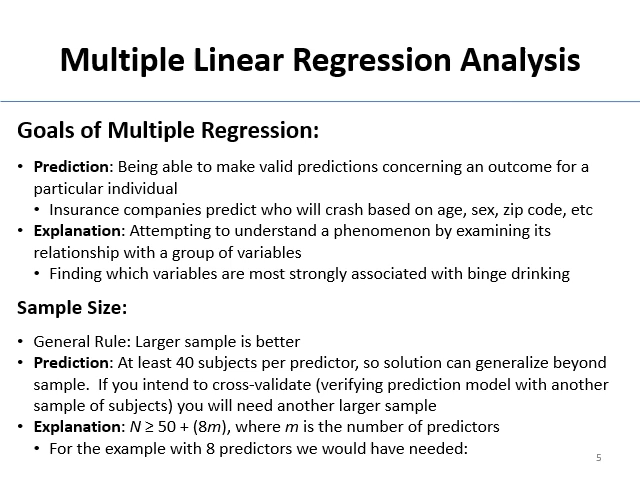 Multiple Linear Regression Analysis
Goals of Multiple Regression:
• Prediction: Being able to make valid predictions concerning an outcome for a
particular individual
• Insurance companies predict who will crash based on age, sex, zip code, etc
• Explanation: Attempting to understand a phenomenon by examining its
relationship with a group of variables
• Finding which variables are most strongly associated with binge drinking
Sample Size:
• General Rule: Larger sample is better
• Prediction: At least 40 subjects per predictor, so solution can generalize beyond
sample.  If you intend to cross-validate (verifying prediction model with another
sample of subjects) you will need another larger sample
• Explanation: N ≥ 50 + (8m), where m is the number of predictors
• For the example with 8 predictors we would have needed:
5